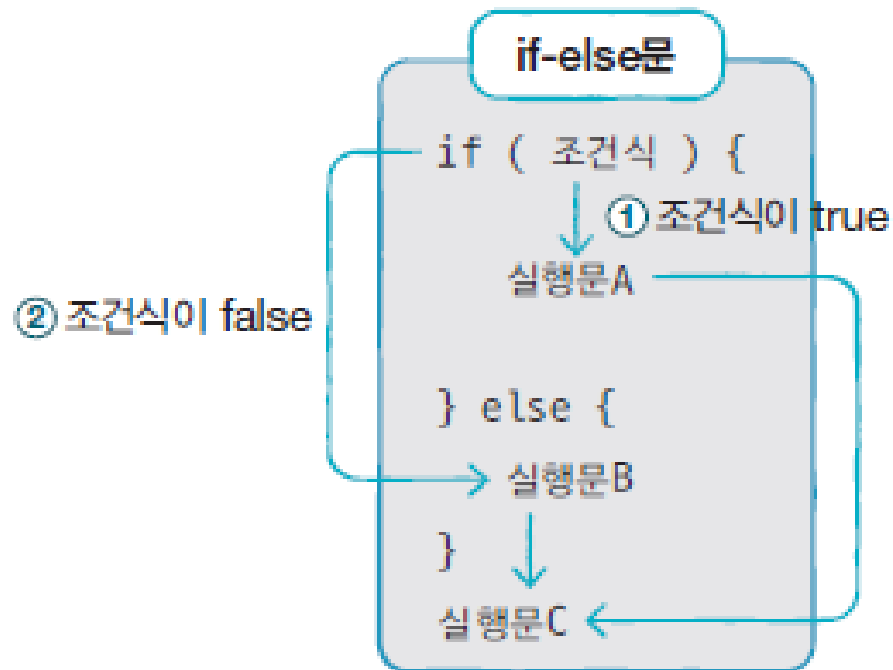 if-else문
if ( 조건식 ) {
① 조건식이 true
실행문A
② 조건식이 false
} else {
실행문B
}
실행문C